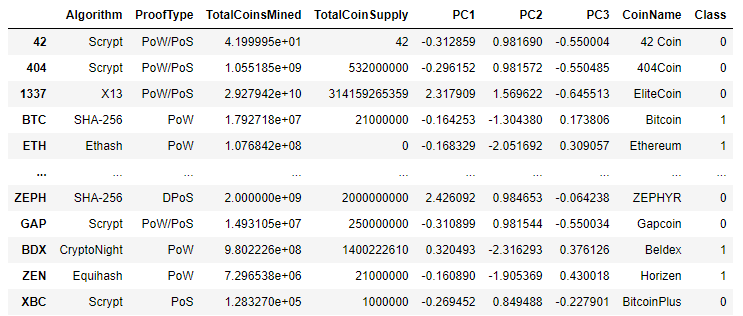 Algorithm ProofType TotalCoinsMined TotalCoinSupply PC1 PC2 PC3 CoinName Class
42 Scrypt PoW/PoS 4.199995e+01 42 -0.312859 0.981690 -0.550004 42 Coin 0
404 Scrypt PoW/PoS 1.055185e+09 532000000 -0.296152 0.981572 -0.550485 404Coin 0
1337 X13 PoW/PoS 2.927942e+10 314159265359 2.317909 1.569622 -0.645513 EliteCoin 0
BTC SHA-256 PoW 1.792718e+07 21000000 -0.164253 -1.304380 0.173806 Bitcoin 1
ETH Ethash PoW 1.076842e+08 0 -0.168329 -2.051692 0.309057 Ethereum 1
... ... ... ... ... ... ... ... ... ...
ZEPH SHA-256 DPoS 2.000000e+09 2000000000 2.426092 0.984653 -0.064238 ZEPHYR 0
GAP Scrypt PoW/PoS 1.493105e+07 250000000 -0.310899 0.981544 -0.550034 Gapcoin 0
BDX CryptoNight PoW 9.802226e+08 1400222610 0.320493 -2.316293 0.376126 Beldex 1
ZEN Equihash PoW 7.296538e+06 21000000 -0.160890 -1.905369 0.430018 Horizen 1
XBC Scrypt PoS 1.283270e+05 1000000 -0.269452 0.849488 -0.227901 BitcoinPlus 0